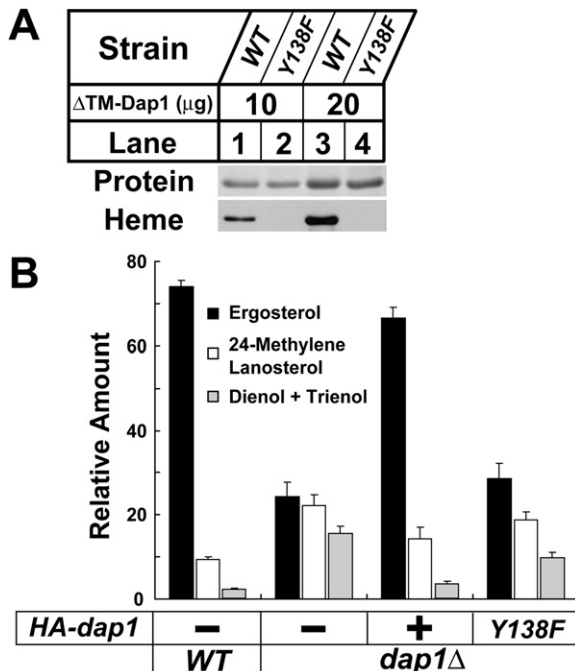 A
Strain WT Y138F WT Y138F
ΔTM-Dap1 (μg) 10 20
Lane 1 2 3 4
Protein
Heme
B
80
60
40
20
0
Relative Amount
Ergosterol
24-Methylene
Lanosterol
Dienol + Trienol
HA-dap1 − − + Y138F
WT dap1Δ